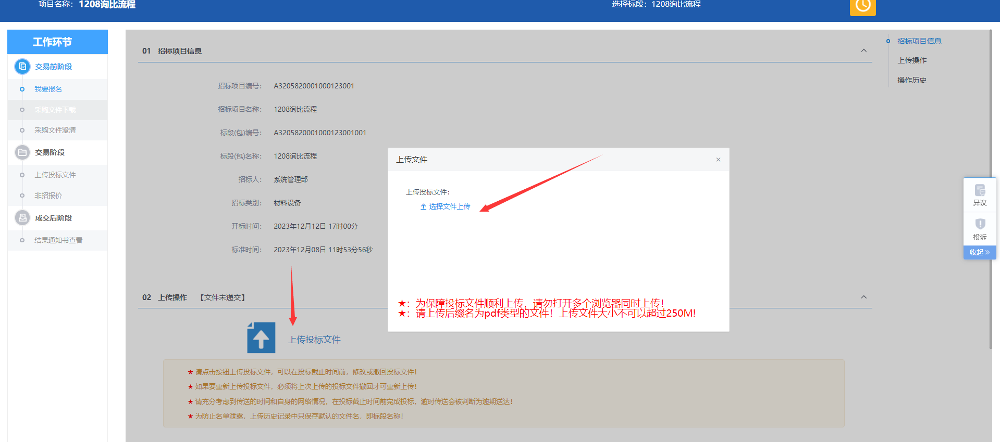 项目名称：1208询比流程
选择标段：1208询比流程
工作环节
交易前阶段
我要报名
采购文件下载
采购文件澄清
交易阶段
上传投标文件
非招报价
成交后阶段
结果通知书查看
01 招标项目信息
招标项目编号： A3205820001000123001
招标项目名称： 1208询比流程
标段(包)编号： A3205820001000123001001
标段(包)名称： 1208询比流程
招标人： 系统管理部
招标类别： 材料设备
开标时间： 2023年12月12日 17时00分
标准时间： 2023年12月08日 11时53分56秒
02 上传操作 【文件未递交】
上传投标文件
★ 请点击按钮上传投标文件，可以在投标截止时间前，修改或撤回投标文件！
★ 如果要重新上传投标文件，必须将上次上传的投标文件撤回才可重新上传！
★ 请充分考虑到传送的时间和自身的网络情况，在投标截止时间前完成投标，逾时传送会被判断为逾期送达！
★ 为防止名单泄露，上传历史记录中只保存默认的文件名，即标段名称！
上传文件 ×
上传投标文件：
选择文件上传
★：为保障投标文件顺利上传，请勿打开多个浏览器同时上传！
★：请上传后缀名为pdf类型的文件！上传文件大小不可以超过250M!
招标项目信息
上传操作
操作历史
异议
投诉
收起 »